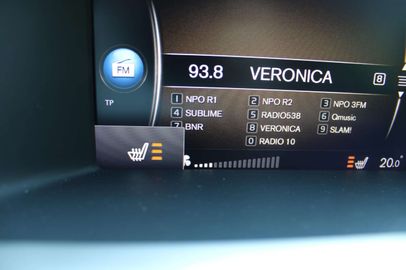 FM
93.8 VERONICA 8
TP
1 NPO R1 2 NPO R2 3 NPO 3FM
4 SUBLIME 5 RADIO538 6 Qmusic
7 BNR 8 VERONICA 9 SLAM!
0 RADIO 10
20.0°